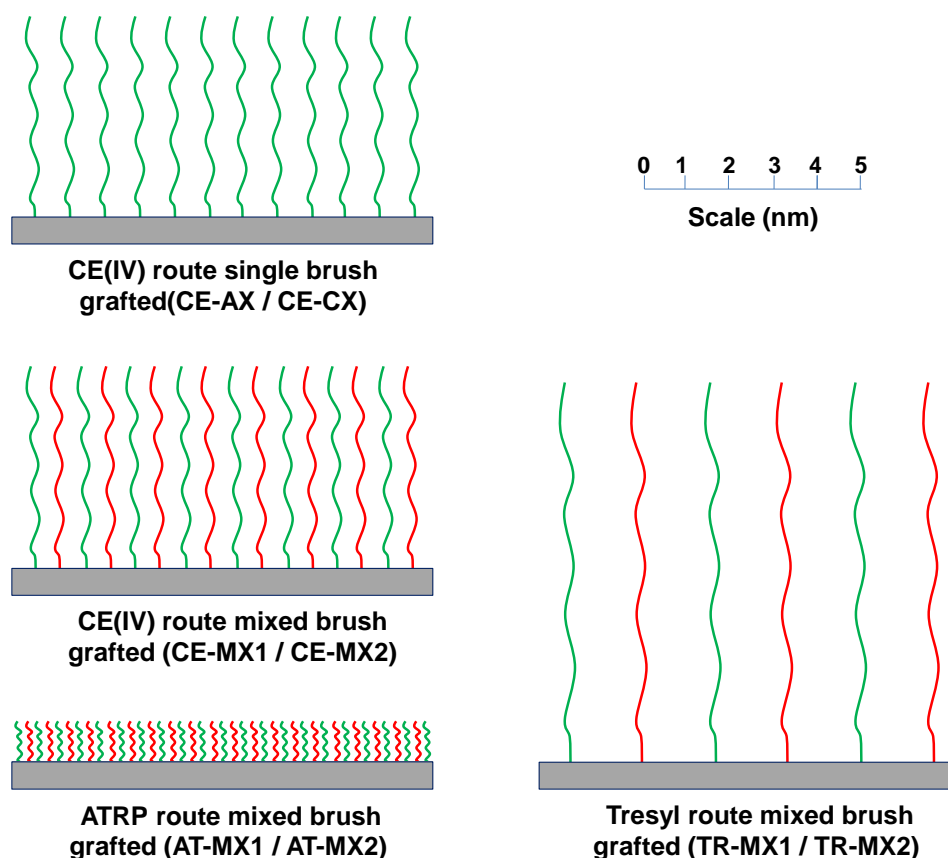 CE(IV) route single brush
grafted(CE-AX / CE-CX)
0 1 2 3 4 5
Scale (nm)
CE(IV) route mixed brush
grafted (CE-MX1 / CE-MX2)
ATRP route mixed brush
grafted (AT-MX1 / AT-MX2)
Tresyl route mixed brush
grafted (TR-MX1 / TR-MX2)